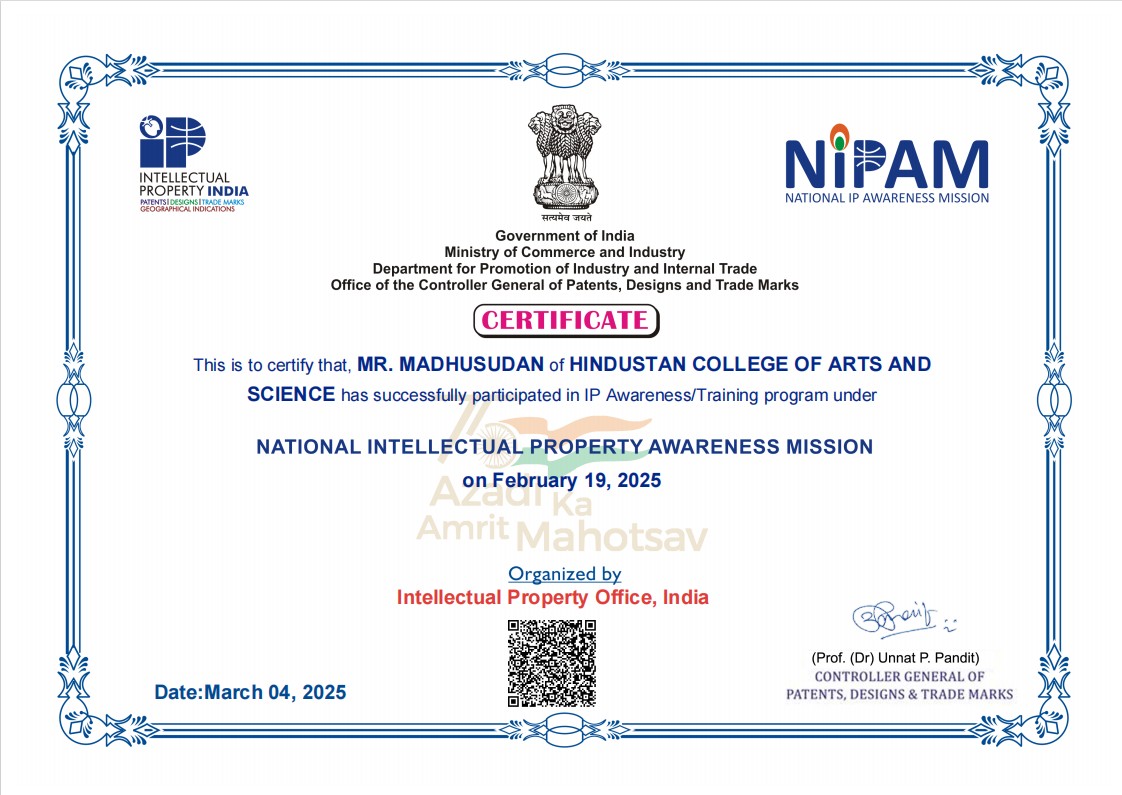 INTELLECTUAL
PROPERTY INDIA
PATENTS | DESIGNS | TRADE MARKS
GEOGRAPHICAL INDICATIONS
सत्यमेव जयते
NiPAM
NATIONAL IP AWARENESS MISSION
Government of India
Ministry of Commerce and Industry
Department for Promotion of Industry and Internal Trade
Office of the Controller General of Patents, Designs and Trade Marks
CERTIFICATE
This is to certify that, MR. MADHUSUDAN of HINDUSTAN COLLEGE OF ARTS AND
SCIENCE has successfully participated in IP Awareness/Training program under
NATIONAL INTELLECTUAL PROPERTY AWARENESS MISSION
on February 19, 2025
Azadi Ka
Amrit Mahotsav
Organized by
Intellectual Property Office, India
(Prof. (Dr) Unnat P. Pandit)
CONTROLLER GENERAL OF
PATENTS, DESIGNS & TRADE MARKS
Date:March 04, 2025